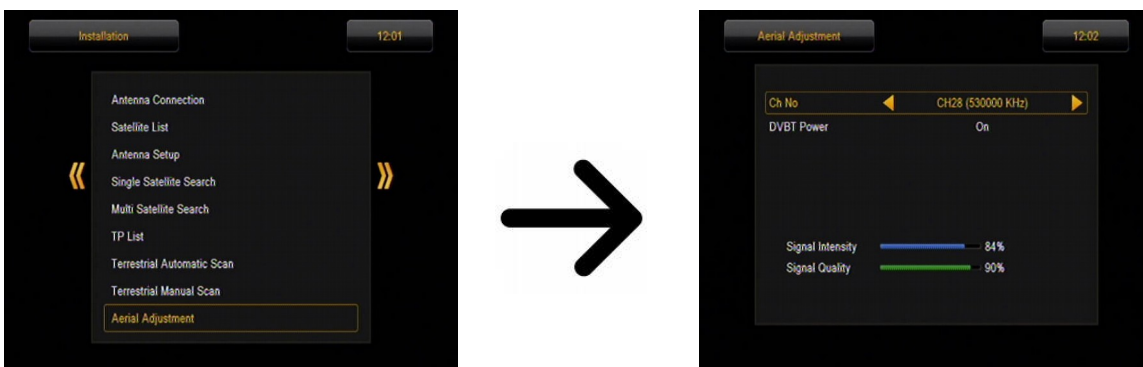 Installation
12:01
Antenna Connection
Satellite List
Antenna Setup
Single Satellite Search
Multi Satellite Search
TP List
Terrestrial Automatic Scan
Terrestrial Manual Scan
Aerial Adjustment
Aerial Adjustment
12:02
Ch No CH28 (530000 KHz)
DVBT Power On
Signal Intensity 84%
Signal Quality 90%